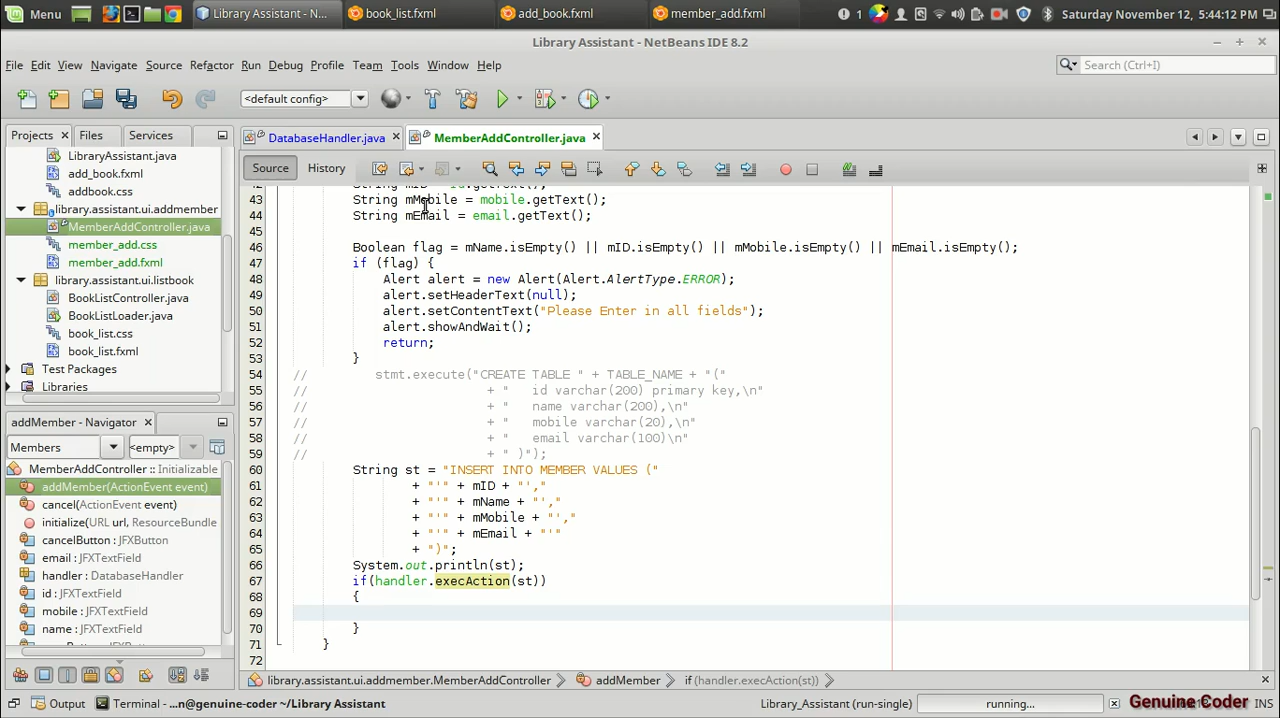 Menu
Library Assistant - N...
book_list.fxml
add_book.fxml
member_add.fxml
1
Saturday November 12, 5:44:12 PM
Library Assistant - NetBeans IDE 8.2
File Edit View Navigate Source Refactor Run Debug Profile Team Tools Window Help
Search (Ctrl+I)
<default config>
Projects Files Services
DatabaseHandler.java MemberAddController.java
Source History
LibraryAssistant.java
add_book.fxml
addbook.css
library.assistant.ui.addmember
MemberAddController.java
member_add.css
member_add.fxml
library.assistant.ui.listbook
BookListController.java
BookListLoader.java
book_list.css
book_list.fxml
Test Packages
Libraries
addMember - Navigator
Members <empty>
MemberAddController :: Initializable
addMember(ActionEvent event)
cancel(ActionEvent event)
initialize(URL url, ResourceBundle
cancelButton : JFXButton
email : JFXTextField
handler : DatabaseHandler
id : JFXTextField
mobile : JFXTextField
name : JFXTextField
42 String mID = id.getText();
43 String mMobile = mobile.getText();
44 String mEmail = email.getText();
45
46 Boolean flag = mName.isEmpty() || mID.isEmpty() || mMobile.isEmpty() || mEmail.isEmpty();
47 if (flag) {
48 Alert alert = new Alert(Alert.AlertType.ERROR);
49 alert.setHeaderText(null);
50 alert.setContentText("Please Enter in all fields");
51 alert.showAndWait();
52 return;
53 }
54 // stmt.execute("CREATE TABLE " + TABLE_NAME + "("
55 // + " id varchar(200) primary key,\n"
56 // + " name varchar(200),\n"
57 // + " mobile varchar(20),\n"
58 // + " email varchar(100)\n"
59 // + " )");
60 String st = "INSERT INTO MEMBER VALUES ("
61 + "'" + mID + "',"
62 + "'" + mName + "',"
63 + "'" + mMobile + "',"
64 + "'" + mEmail + "'"
65 + ")";
66 System.out.println(st);
67 if(handler.execAction(st))
68 {
69
70 }
71 }
72
library.assistant.ui.addmember.MemberAddController addMember if (handler.execAction(st))
Output Terminal - ...n@genuine-coder ~/Library Assistant
Library_Assistant (run-single) running...
Genuine Coder
INS